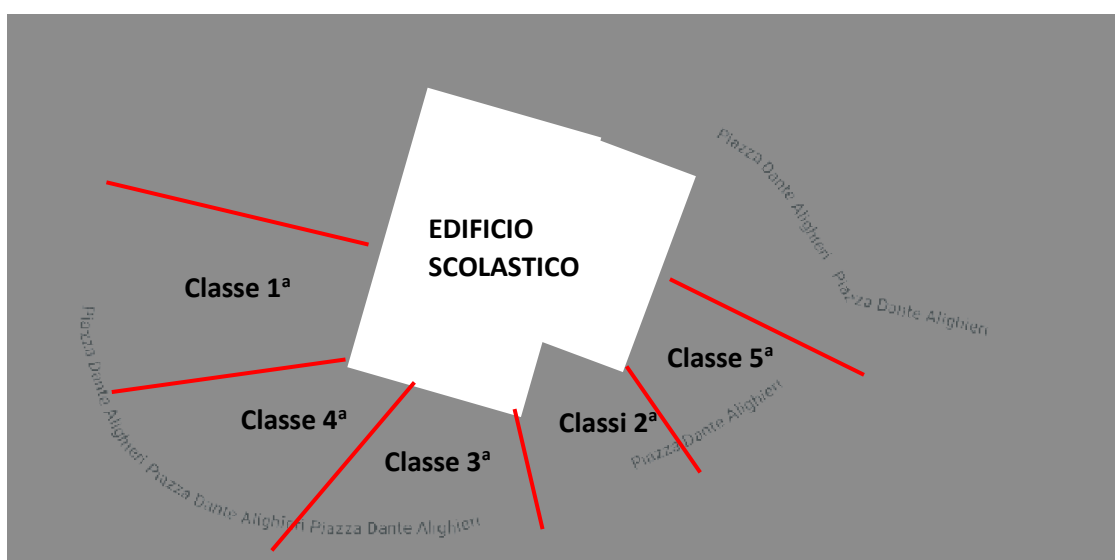 Piazza Dante Alighieri
Piazza Dante Alighieri
EDIFICIO
SCOLASTICO
Classe 1ª
Classe 5ª
Classe 4ª
Classi 2ª
Classe 3ª
Piazza Dante Alighieri
Piazza Dante Alighieri Piazza Dante Alighieri Piazza Dante Alighieri